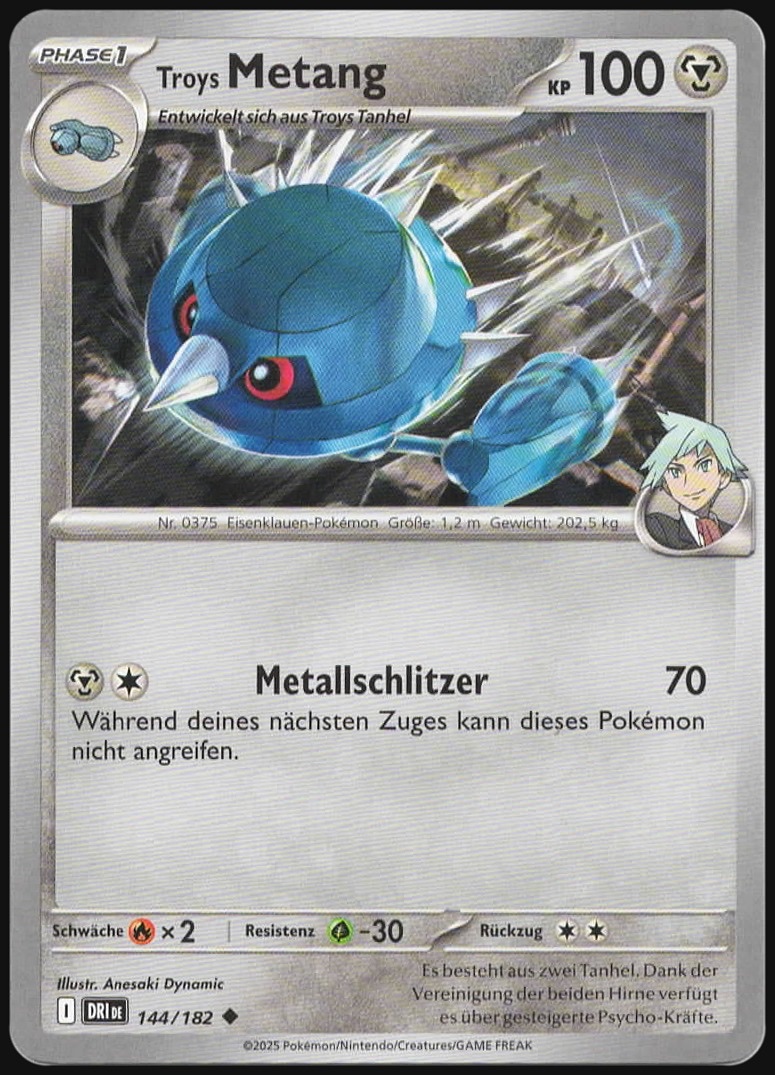 PHASE 1
Troys Metang KP 100
Entwickelt sich aus Troys Tanhel
Nr. 0375 Eisenklauen-Pokémon Größe: 1,2 m Gewicht: 202,5 kg
Metallschlitzer 70
Während deines nächsten Zuges kann dieses Pokémon
nicht angreifen.
Schwäche ×2 Resistenz -30 Rückzug
Illustr. Anesaki Dynamic
Es besteht aus zwei Tanhel. Dank der
Vereinigung der beiden Hirne verfügt
es über gesteigerte Psycho-Kräfte.
I DRI DE 144/182
©2025 Pokémon/Nintendo/Creatures/GAME FREAK